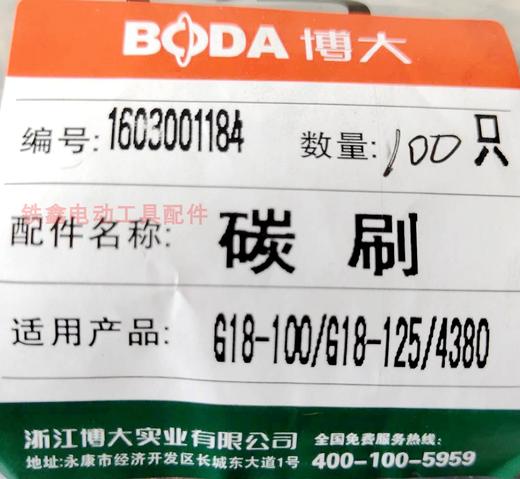 BODA 博大
编号: 1603001184 数量: 100 只
铁鑫电动工具配件
配件名称: 碳刷
适用产品: G18-100/G18-125/4380
浙江博大实业有限公司 全国免费服务热线:
地址:永康市经济开发区长城东大道1号 400-100-5959